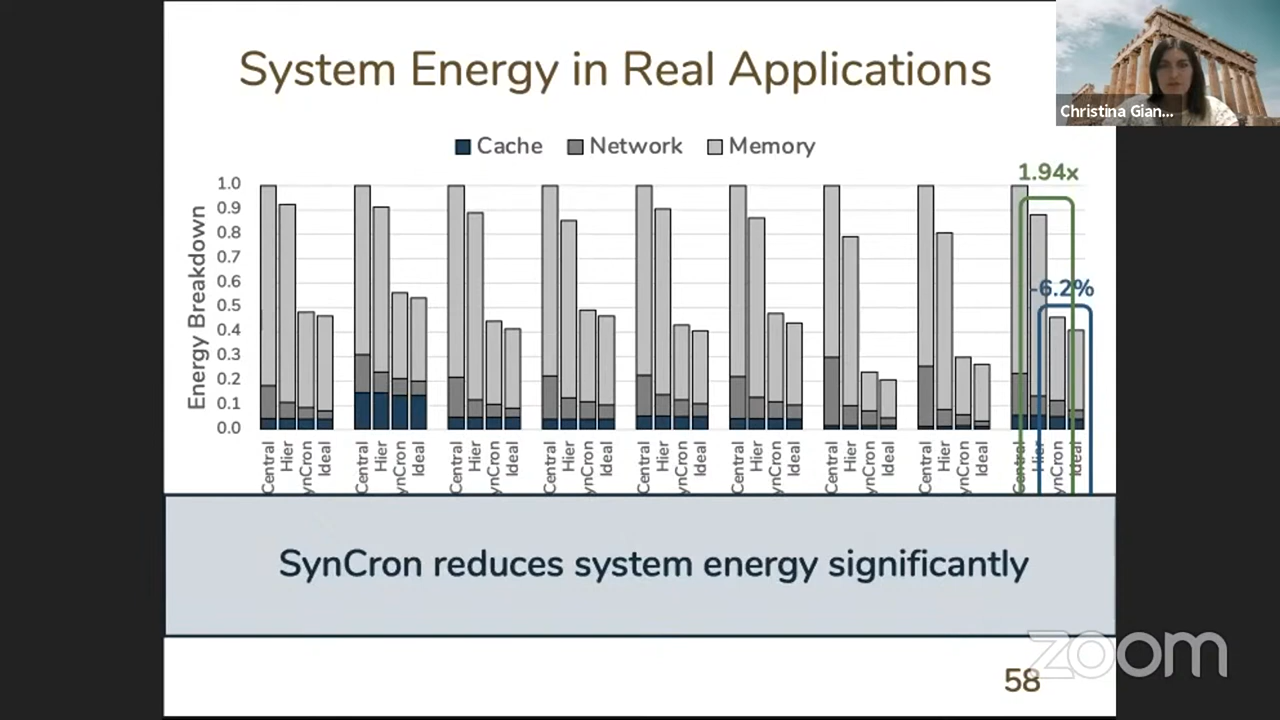 System Energy in Real Applications
Christina Gian...
Cache Network Memory
1.94x
-6.2%
Energy Breakdown
1.0
0.9
0.8
0.7
0.6
0.5
0.4
0.3
0.2
0.1
0.0
Central Hier ynCron Ideal Central Hier ynCron Ideal Central Hier ynCron Ideal Central Hier ynCron Ideal Central Hier ynCron Ideal Central Hier ynCron Ideal Central Hier ynCron Ideal Central Hier ynCron Ideal Central Hier ynCron Ideal
SynCron reduces system energy significantly
58
zoom